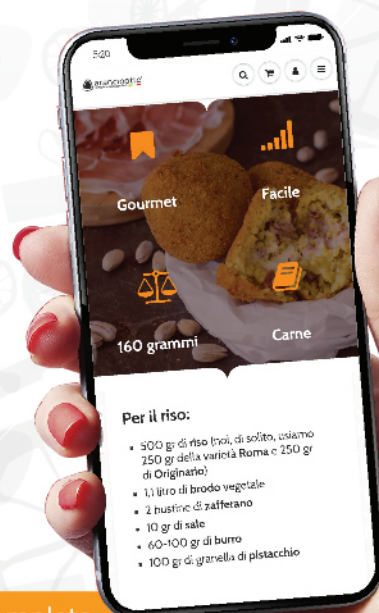 5:20
arancinotto
Gourmet
Facile
160 grammi
Carne
Per il riso:
• 500 gr di riso (noi, di solito, usiamo
250 gr della varietà Roma e 250 gr
di Originario)
• 1,1 litro di brodo vegetale
• 2 bustine di zafferano
• 10 gr di sale
• 60-100 gr di burro
• 100 gr di granella di pistacchio